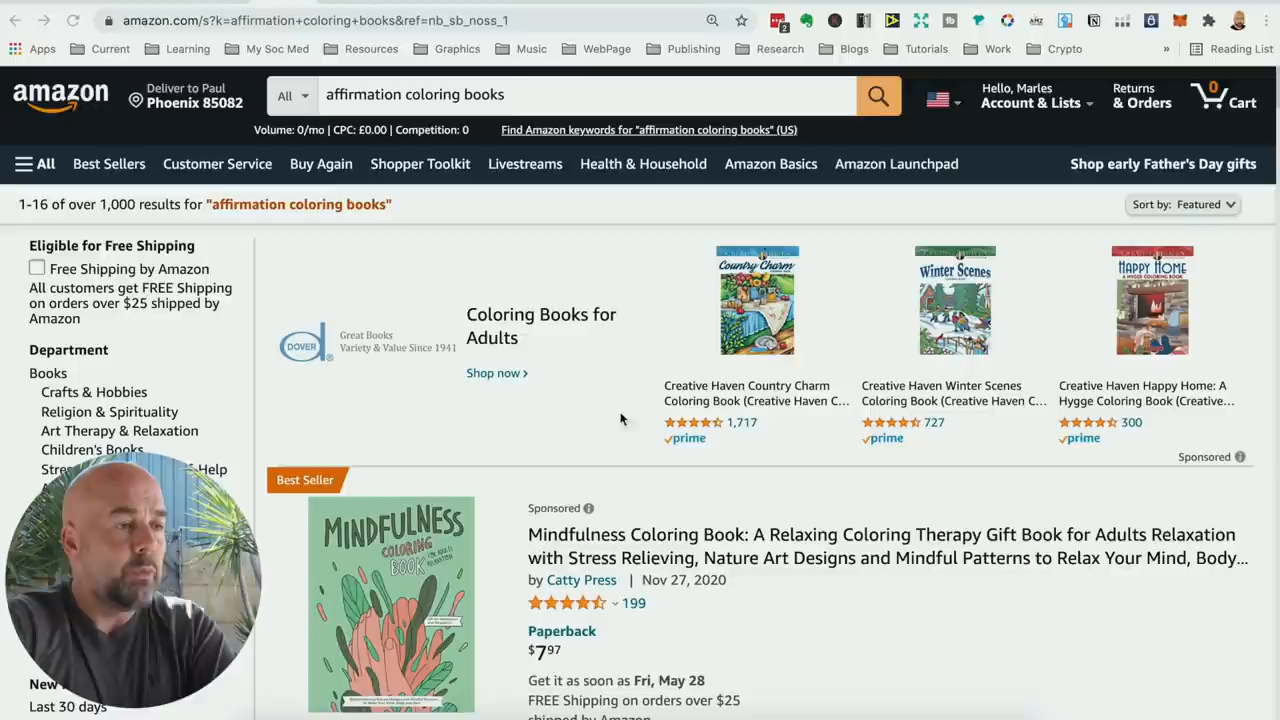 amazon.com/s?k=affirmation+coloring+books&ref=nb_sb_noss_1
2
Apps Current Learning My Soc Med Resources Graphics Music WebPage Publishing Research Blogs Tutorials Work Crypto » Reading List
amazon
Deliver to Paul
Phoenix 85082
All
affirmation coloring books
Hello, Marles
Account & Lists
Returns
& Orders
0
Cart
Volume: 0/mo | CPC: £0.00 | Competition: 0 Find Amazon keywords for "affirmation coloring books" (US)
All Best Sellers Customer Service Buy Again Shopper Toolkit Livestreams Health & Household Amazon Basics Amazon Launchpad Shop early Father's Day gifts
1-16 of over 1,000 results for "affirmation coloring books"
Sort by: Featured
Eligible for Free Shipping
Free Shipping by Amazon
All customers get FREE Shipping
on orders over $25 shipped by
Amazon
Department
Books
Crafts & Hobbies
Religion & Spirituality
Art Therapy & Relaxation
Children's Books
Help
New
Last 30 days
DOVER
Great Books
Variety & Value Since 1941
Coloring Books for
Adults
Shop now ›
Country Charm
Creative Haven Country Charm
Coloring Book (Creative Haven C...
1,717
prime
Winter Scenes
Creative Haven Winter Scenes
Coloring Book (Creative Haven C...
727
prime
HAPPY HOME
A HYGGE COLORING BOOK
Creative Haven Happy Home: A
Hygge Coloring Book (Creative...
300
prime
Sponsored
Best Seller
MINDFULNESS
COLORING
BOOK
FOR ADULTS
RELAXATION
Sponsored
Mindfulness Coloring Book: A Relaxing Coloring Therapy Gift Book for Adults Relaxation
with Stress Relieving, Nature Art Designs and Mindful Patterns to Relax Your Mind, Body...
by Catty Press | Nov 27, 2020
199
Paperback
$797
Get it as soon as Fri, May 28
FREE Shipping on orders over $25
shipped by Amazon